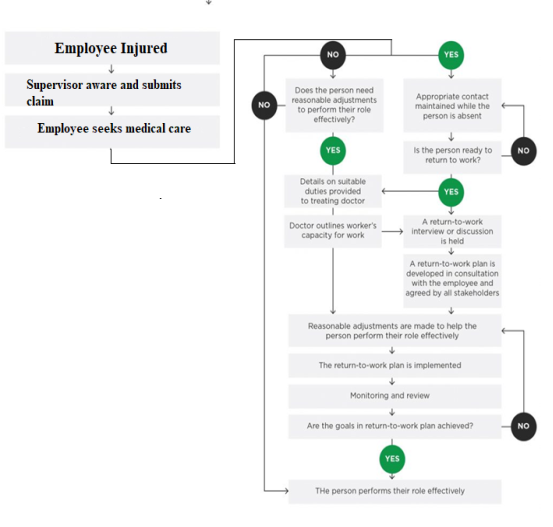 Employee Injured
Supervisor aware and submits
claim
Employee seeks medical care
NO
YES
Does the person need
reasonable adjustments
to perform their role
effectively?
NO
YES
Appropriate contact
maintained while the
person is absent
Is the person ready to
return to work?
NO
YES
Details on suitable
duties provided
to treating doctor
Doctor outlines worker's
capacity for work
A return-to-work
interview or discussion
is held
A return-to-work plan is
developed in consultation
with the employee and
agreed by all stakeholders
Reasonable adjustments are made to help the
person perform their role effectively
The return-to-work plan is implemented
Monitoring and review
Are the goals in return-to-work plan achieved?
NO
YES
THe person performs their role effectively